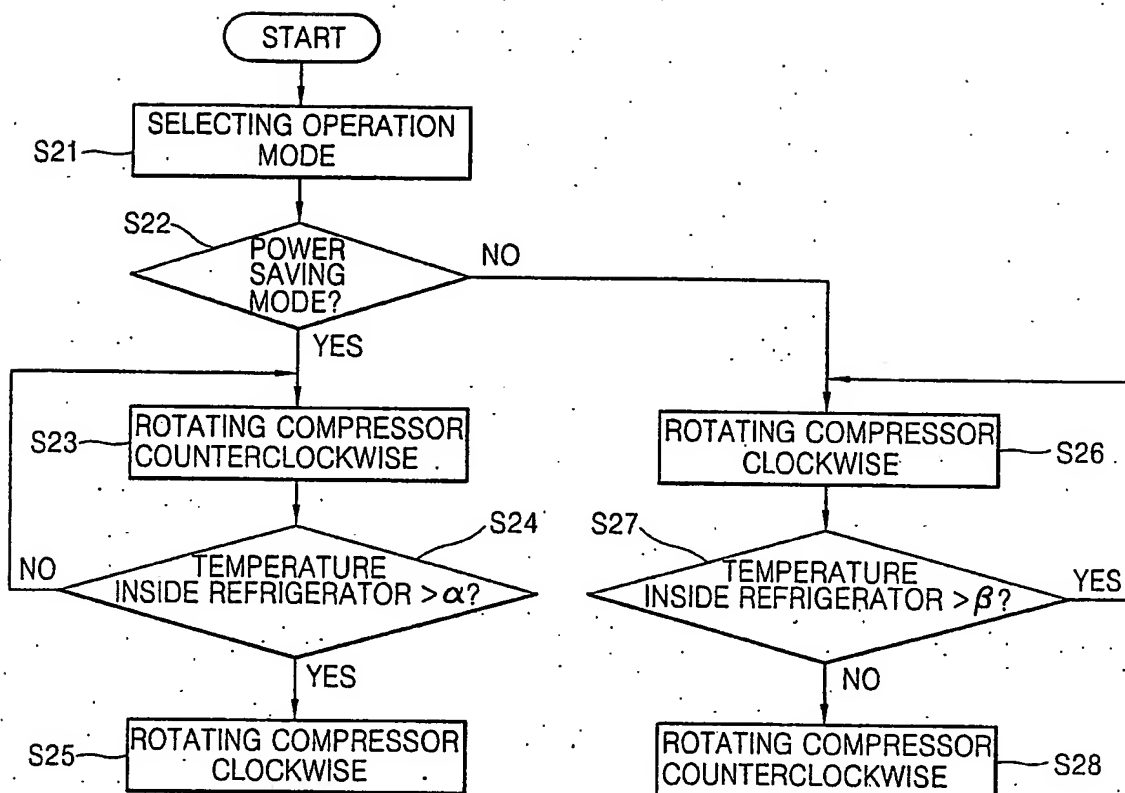 START
SELECTING OPERATION
MODE
S21
S22
POWER
SAVING
MODE?
NO
YES
ROTATING COMPRESSOR
COUNTERCLOCKWISE
S23
S24
TEMPERATURE
INSIDE REFRIGERATOR > α?
NO
YES
ROTATING COMPRESSOR
CLOCKWISE
S25
ROTATING COMPRESSOR
CLOCKWISE
S26
S27
TEMPERATURE
INSIDE REFRIGERATOR > β?
YES
NO
ROTATING COMPRESSOR
COUNTERCLOCKWISE
S28